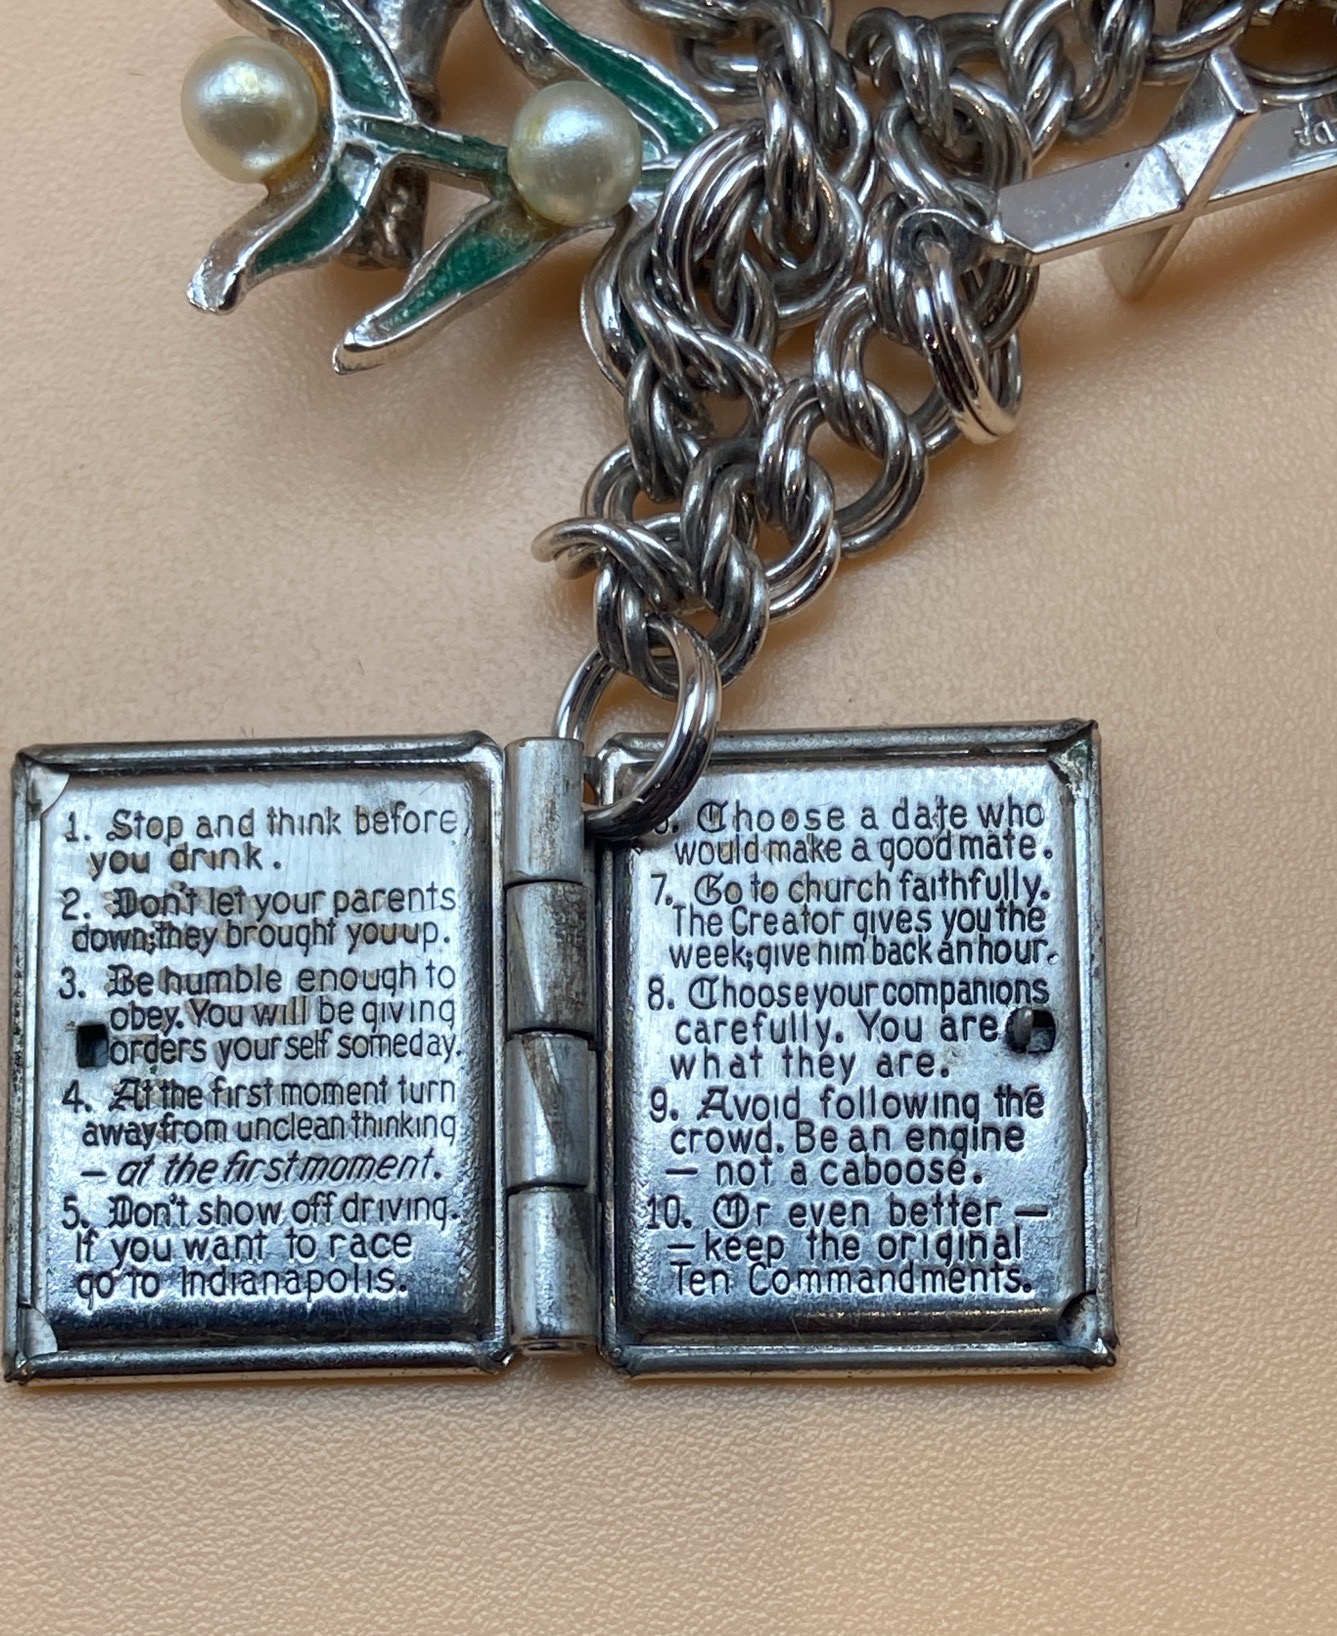 1. Stop and think before
you drink.
2. Don't let your parents
down; they brought you up.
3. Be humble enough to
obey. You will be giving
orders yourself someday.
4. At the first moment turn
away from unclean thinking
— at the first moment.
5. Don't show off driving.
If you want to race
go to Indianapolis.
6. Choose a date who
would make a good mate.
7. Go to church faithfully.
The Creator gives you the
week; give him back an hour.
8. Choose your companions
carefully. You are
what they are.
9. Avoid following the
crowd. Be an engine
— not a caboose.
10. Or even better —
— keep the original
Ten Commandments.